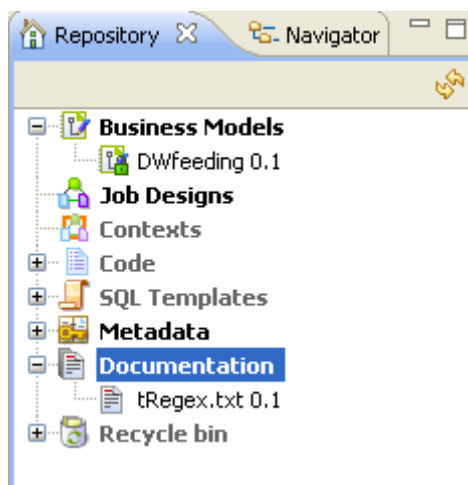 Repository Navigator
Business Models
DWfeeding 0.1
Job Designs
Contexts
Code
SQL Templates
Metadata
Documentation
tRegex.txt 0.1
Recycle bin